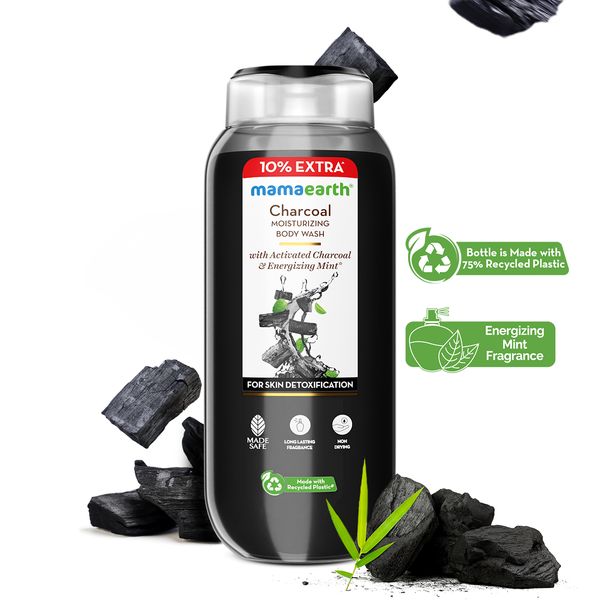 10% EXTRA*
mamaearth®
Charcoal
MOISTURIZING
BODY WASH
with Activated Charcoal
& Energizing Mint*
FOR SKIN DETOXIFICATION
MADE
SAFE
LONG LASTING
FRAGRANCE
NON
DRYING
Made with
Recycled Plastic#
Bottle is Made with
75% Recycled Plastic
Energizing
Mint
Fragrance